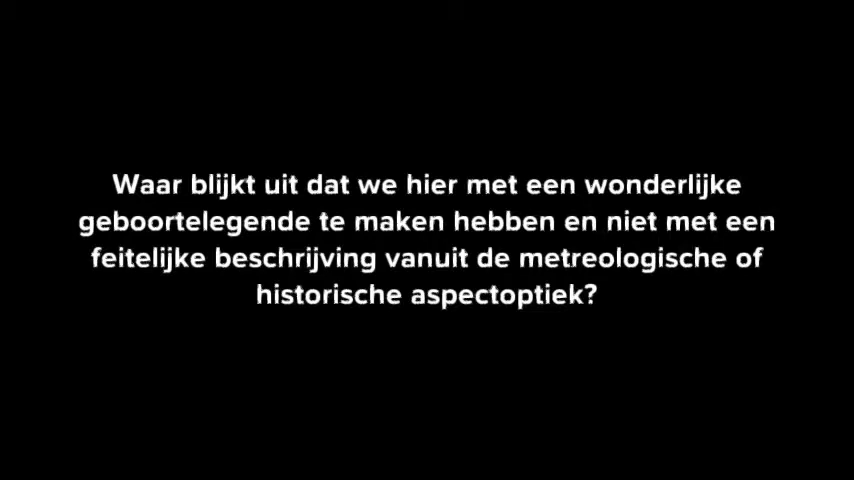 Waar blijkt uit dat we hier met een wonderlijke
geboortelegende te maken hebben en niet met een
feitelijke beschrijving vanuit de metreologische of
historische aspectoptiek?